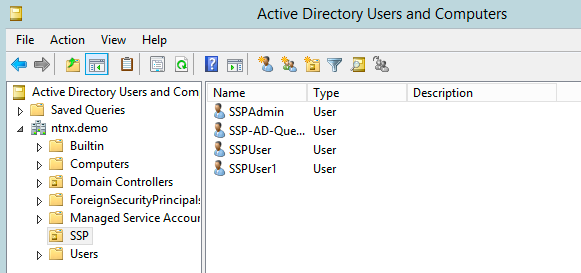 Active Directory Users and Computers
File Action View Help
Active Directory Users and Com
Saved Queries
ntnx.demo
Builtin
Computers
Domain Controllers
ForeignSecurityPrincipals
Managed Service Accour
SSP
Users
Name Type Description
SSPAdmin User
SSP-AD-Que... User
SSPUser User
SSPUser1 User